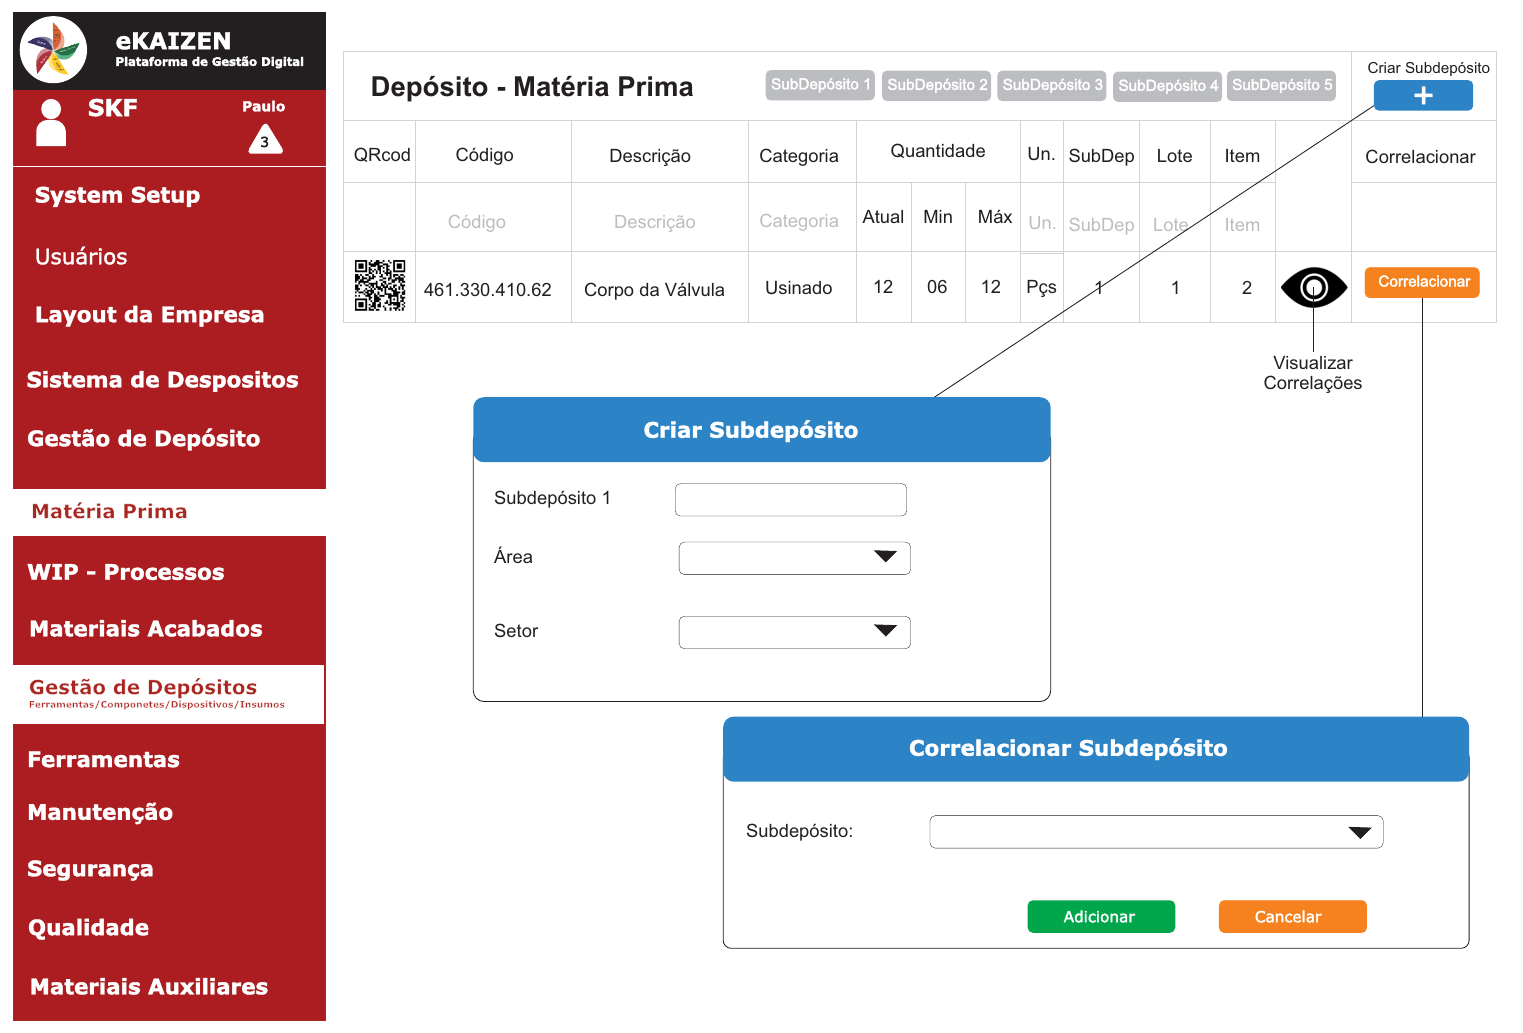 eKAIZEN
Plataforma de Gestão Digital
SKF
Paulo
3
System Setup
Usuários
Layout da Empresa
Sistema de Despositos
Gestão de Depósito
Matéria Prima
WIP - Processos
Materiais Acabados
Gestão de Depósitos
Ferramentas/Componetes/Dispositivos/Insumos
Ferramentas
Manutenção
Segurança
Qualidade
Materiais Auxiliares
Depósito - Matéria Prima
SubDepósito 1
SubDepósito 2
SubDepósito 3
SubDepósito 4
SubDepósito 5
Criar Subdepósito
+
QRcod Código Descrição Categoria Quantidade Un. SubDep Lote Item Correlacionar
Código Descrição Categoria Atual Min Máx Un. SubDep Lote Item
461.330.410.62 Corpo da Válvula Usinado 12 06 12 Pçs 1 1 2 Correlacionar
Visualizar
Correlações
Criar Subdepósito
Subdepósito 1
Área
Setor
Correlacionar Subdepósito
Subdepósito:
Adicionar
Cancelar